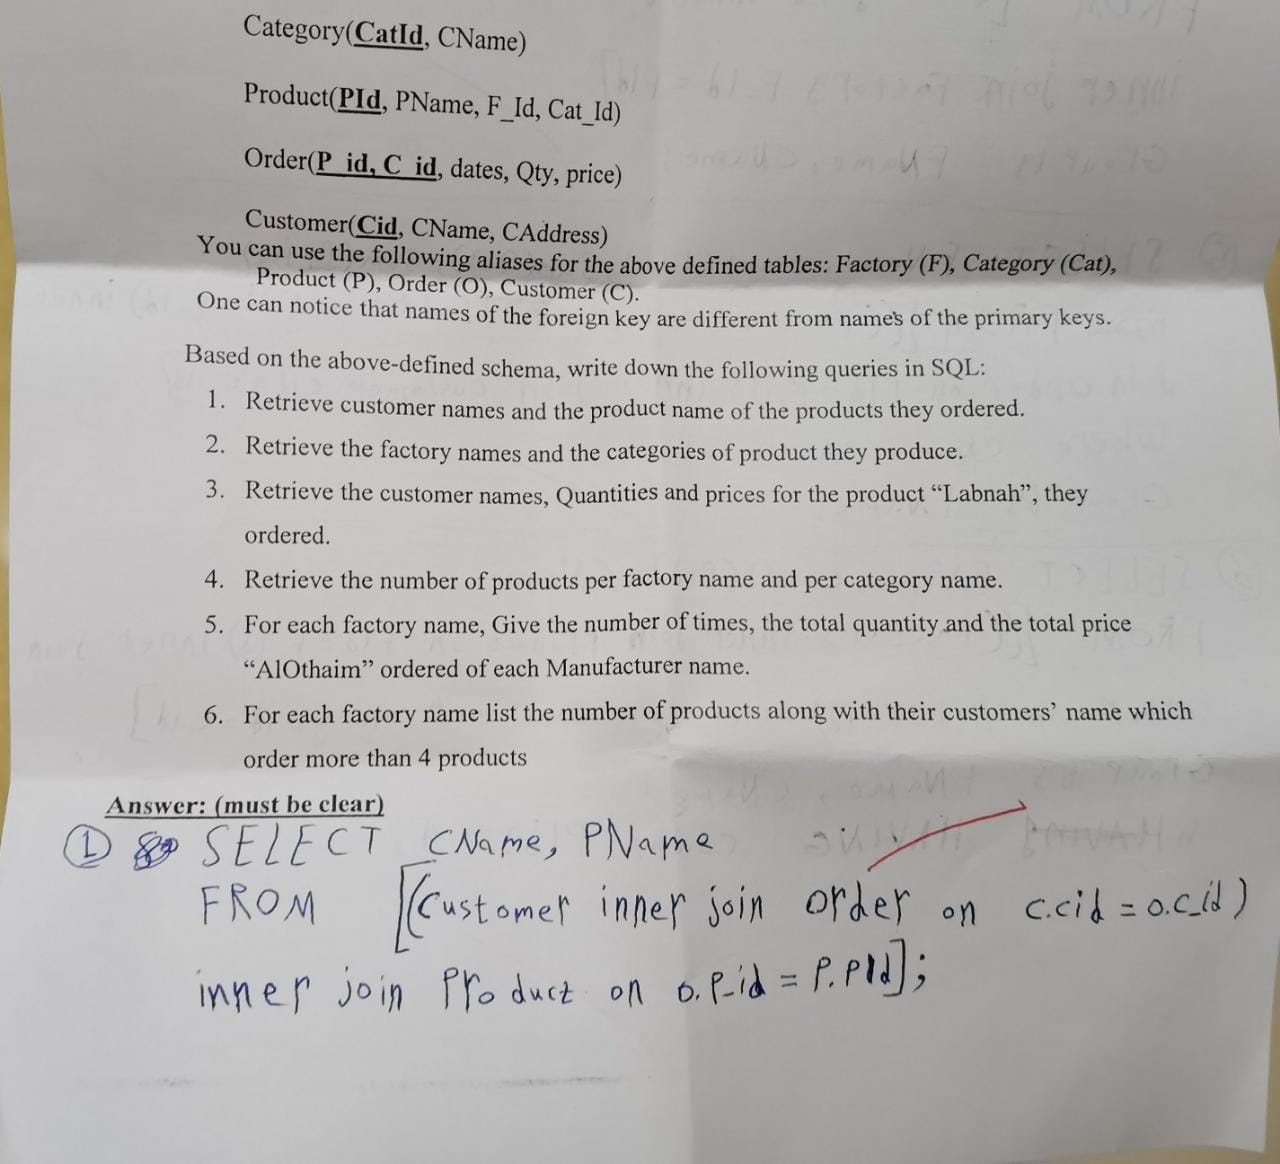 Category(CatId, CName)
Product(PId, PName, F_Id, Cat_Id)
Order(P_id, C_id, dates, Qty, price)
Customer(Cid, CName, CAddress)
You can use the following aliases for the above defined tables: Factory (F), Category (Cat),
Product (P), Order (O), Customer (C).
One can notice that names of the foreign key are different from name's of the primary keys.
Based on the above-defined schema, write down the following queries in SQL:
1. Retrieve customer names and the product name of the products they ordered.
2. Retrieve the factory names and the categories of product they produce.
3. Retrieve the customer names, Quantities and prices for the product “Labnah”, they
ordered.
4. Retrieve the number of products per factory name and per category name.
5. For each factory name, Give the number of times, the total quantity and the total price
“AlOthaim” ordered of each Manufacturer name.
6. For each factory name list the number of products along with their customers’ name which
order more than 4 products
Answer: (must be clear)
① SELECT CName, PName
FROM [(Customer inner join order on c.cid = o.c_id)
inner join Product on o.P_id = P.PId];